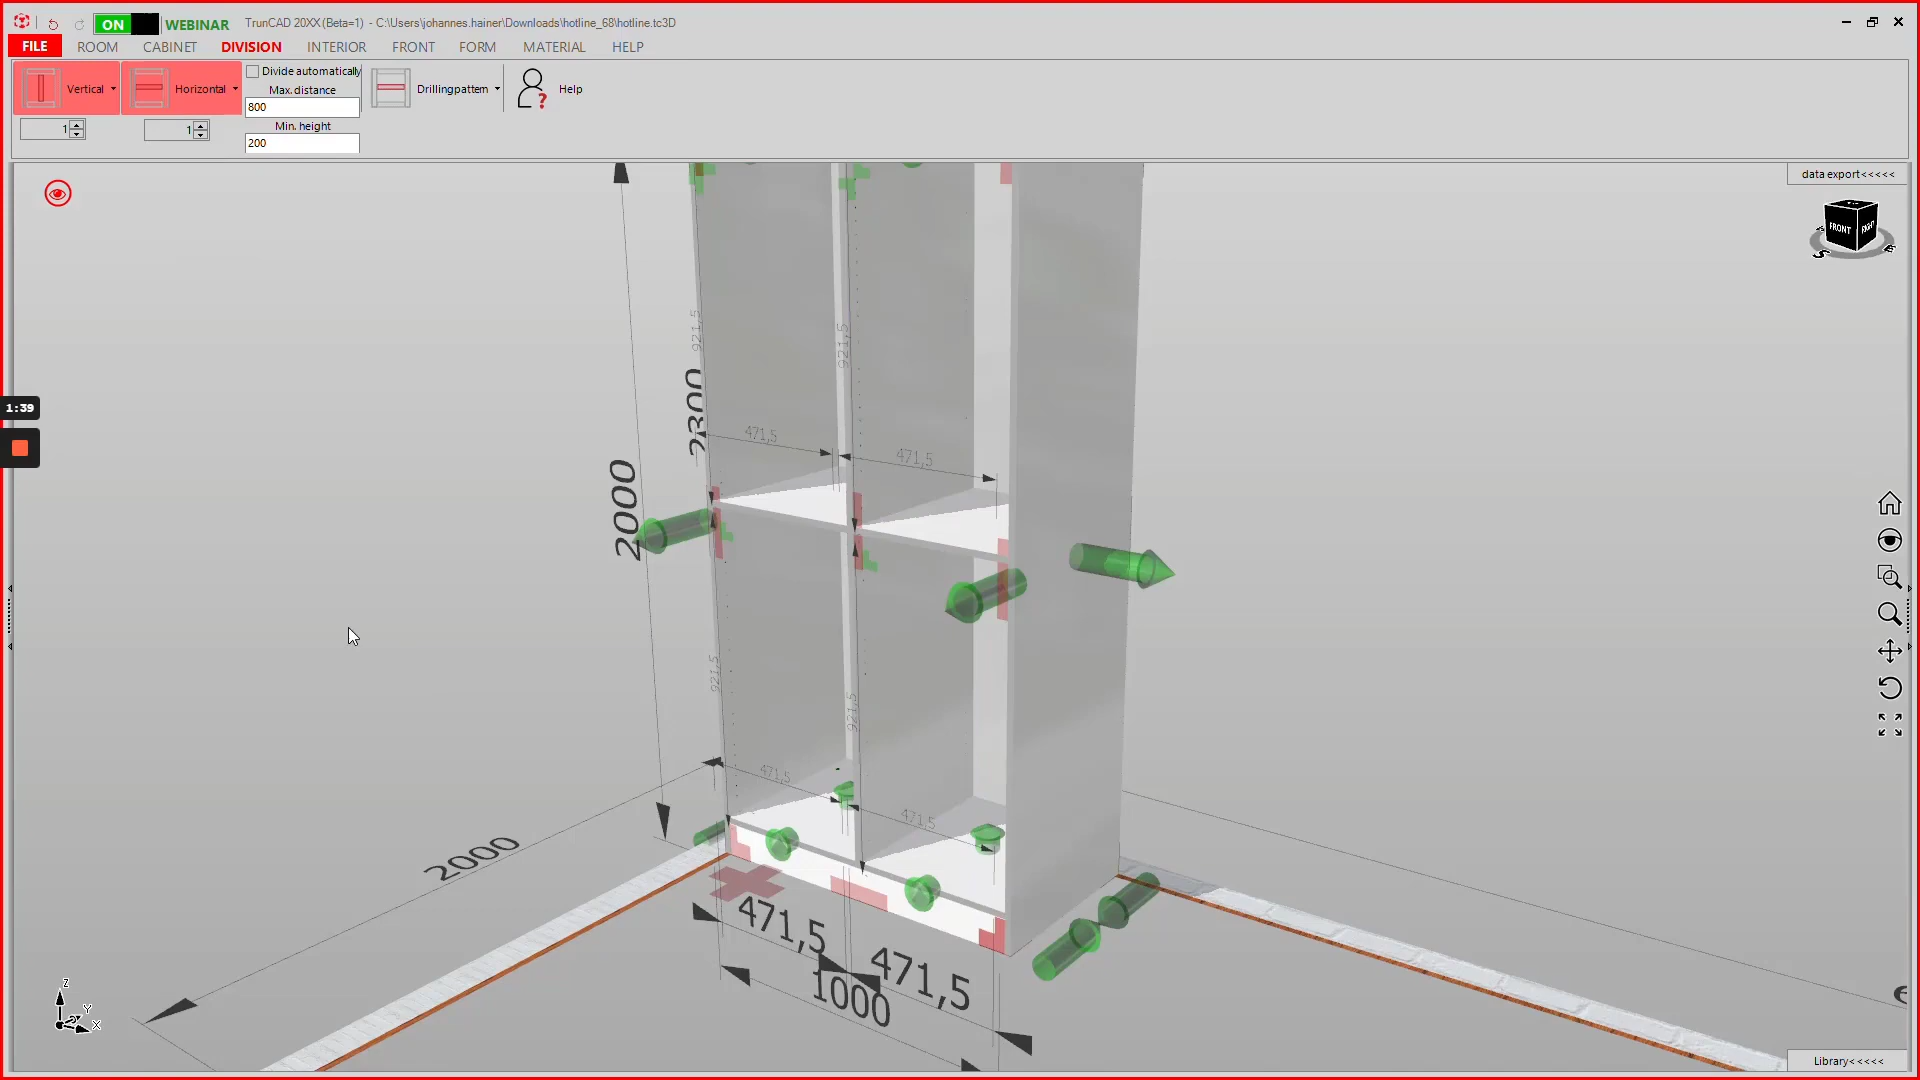 ON WEBINAR TrunCAD 20XX (Beta=1) - C:\Users\johannes.hainer\Downloads\hotline_68\hotline.tc3D
FILE ROOM CABINET DIVISION INTERIOR FRONT FORM MATERIAL HELP
Vertical Horizontal Divide automatically Drillingpattem Help
Max. distance
800
1 1 Min. height
200
data export<<<<<
FRONT RIGHT
S E
921,5 921,5
2300
1:39
471,5 471,5
2000
921,5 921,5
471,5 471,5
2000
471,5 471,5
1000
Z
Y
X
Library<<<<<